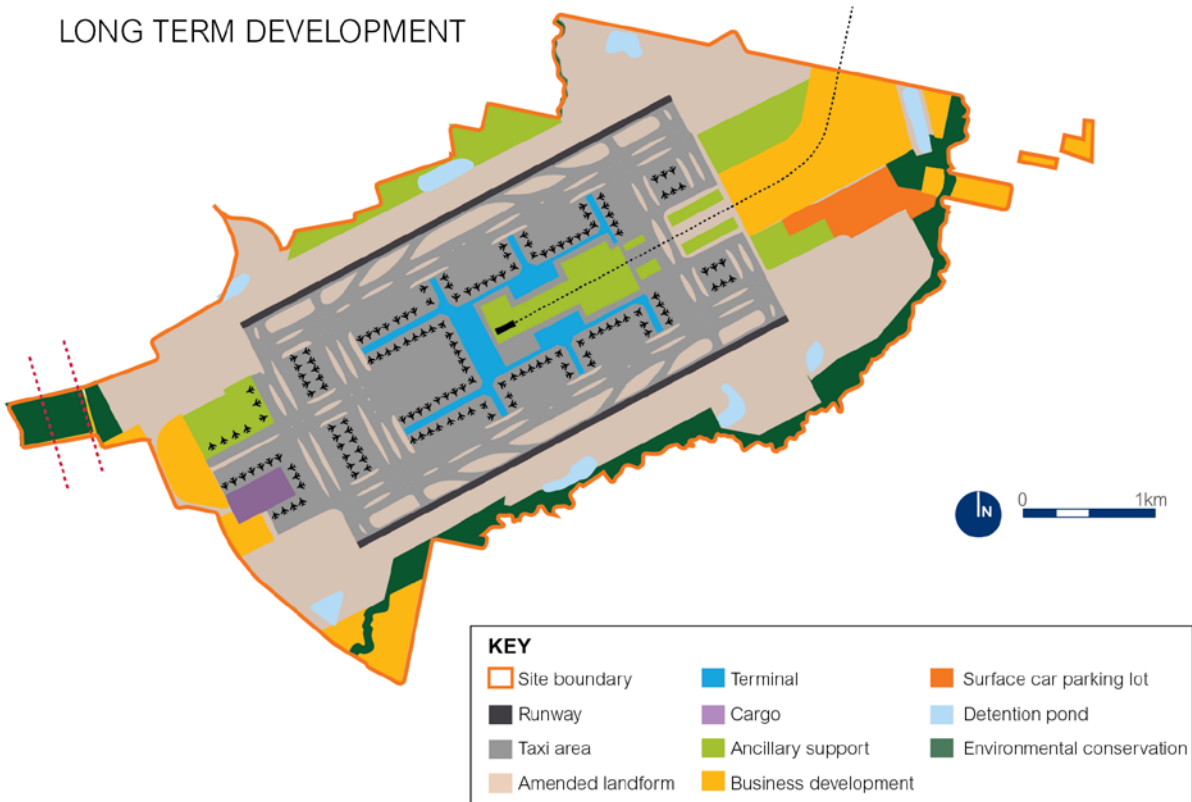 LONG TERM DEVELOPMENT
N
0 1km
KEY
Site boundary
Runway
Taxi area
Amended landform
Terminal
Cargo
Ancillary support
Business development
Surface car parking lot
Detention pond
Environmental conservation